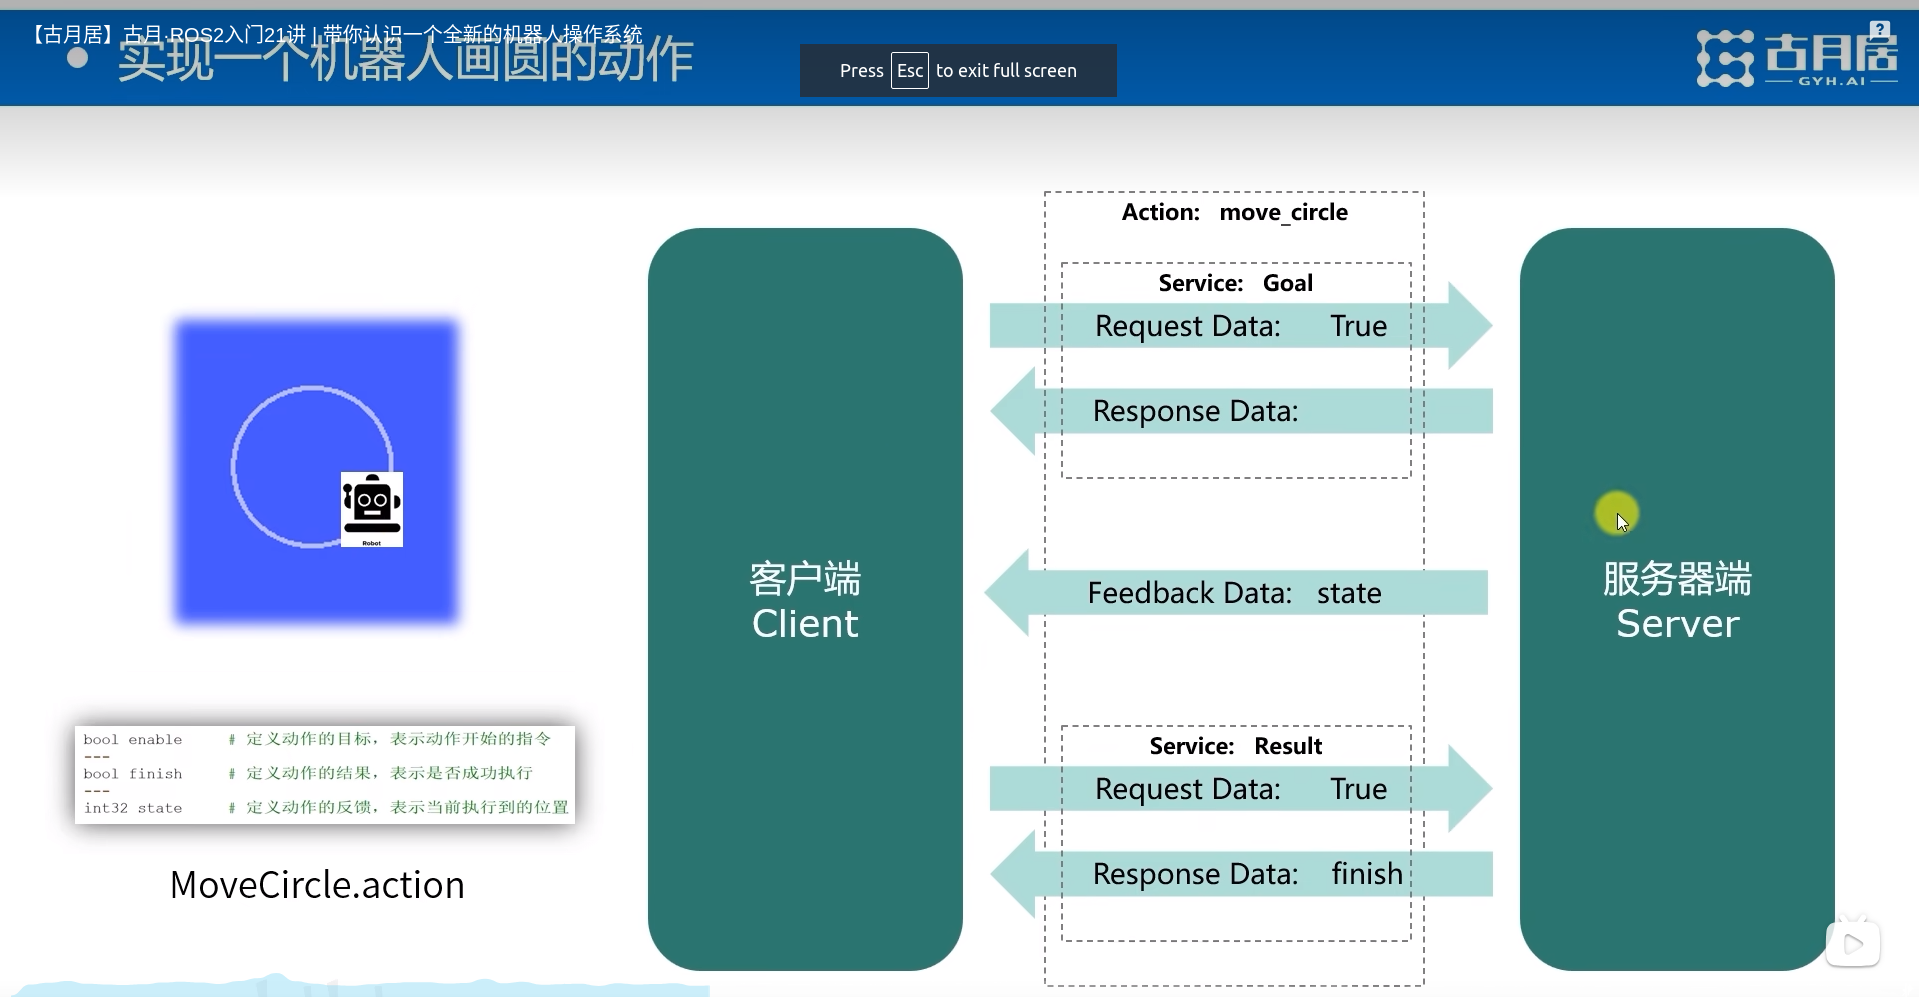 【古月居】古月·ROS2入门21讲 | 带你认识一个全新的机器人操作系统
实现一个机器人画圆的动作
Press Esc to exit full screen
?
古月居
GYH.AI
Action: move_circle
Service: Goal
Request Data: True
Response Data:
Robot
客户端
Client
Feedback Data: state
服务器端
Server
bool enable # 定义动作的目标，表示动作开始的指令
---
bool finish # 定义动作的结果，表示是否成功执行
---
int32 state # 定义动作的反馈，表示当前执行到的位置
MoveCircle.action
Service: Result
Request Data: True
Response Data: finish